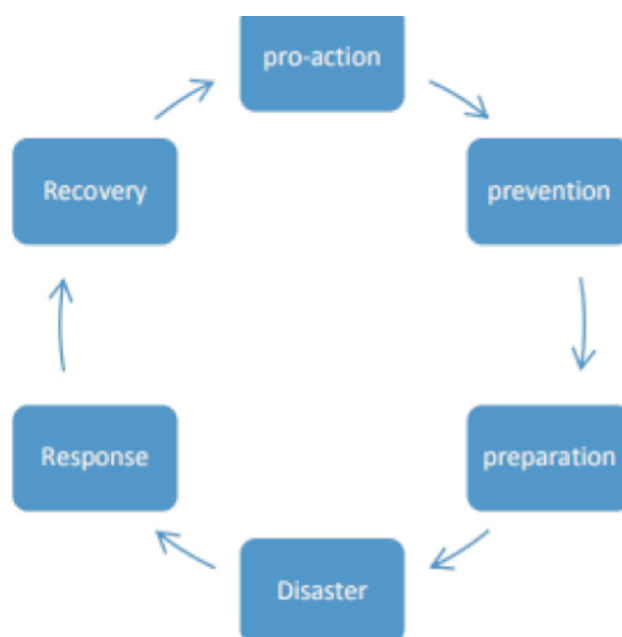 pro-action
prevention
preparation
Disaster
Response
Recovery